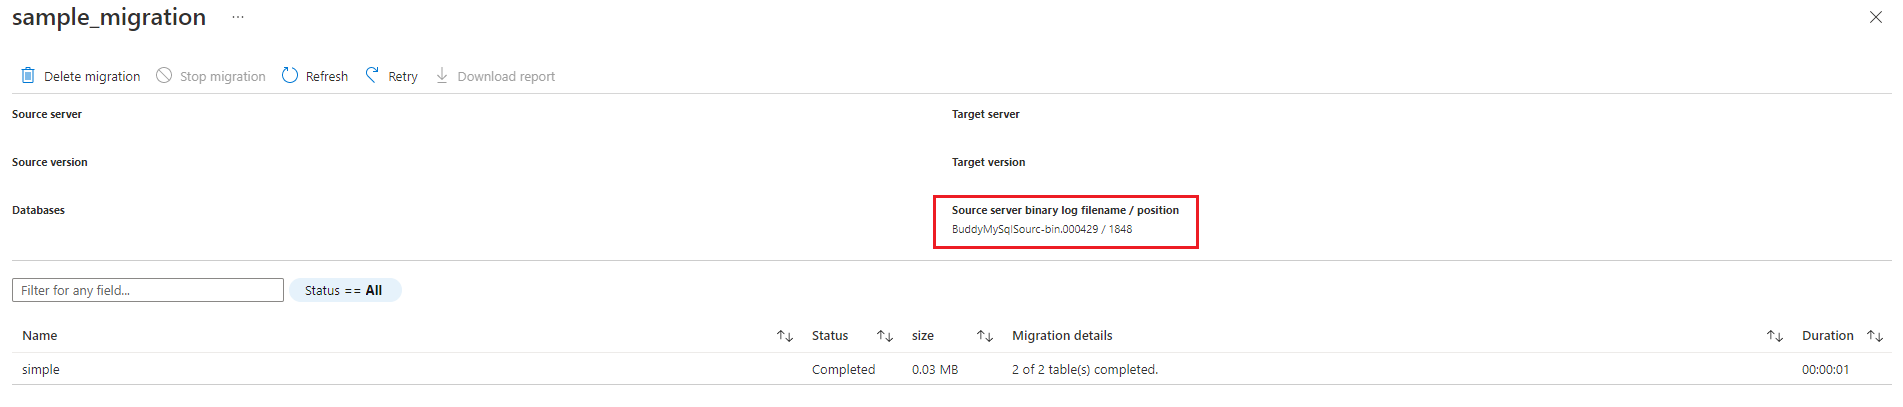 sample_migration ...
Delete migration Stop migration Refresh Retry Download report
Source server Target server
Source version Target version
Databases Source server binary log filename / position
BuddyMySqlSourc-bin.000429 / 1848
Filter for any field... Status == All
Name Status size Migration details Duration
simple Completed 0.03 MB 2 of 2 table(s) completed. 00:00:01